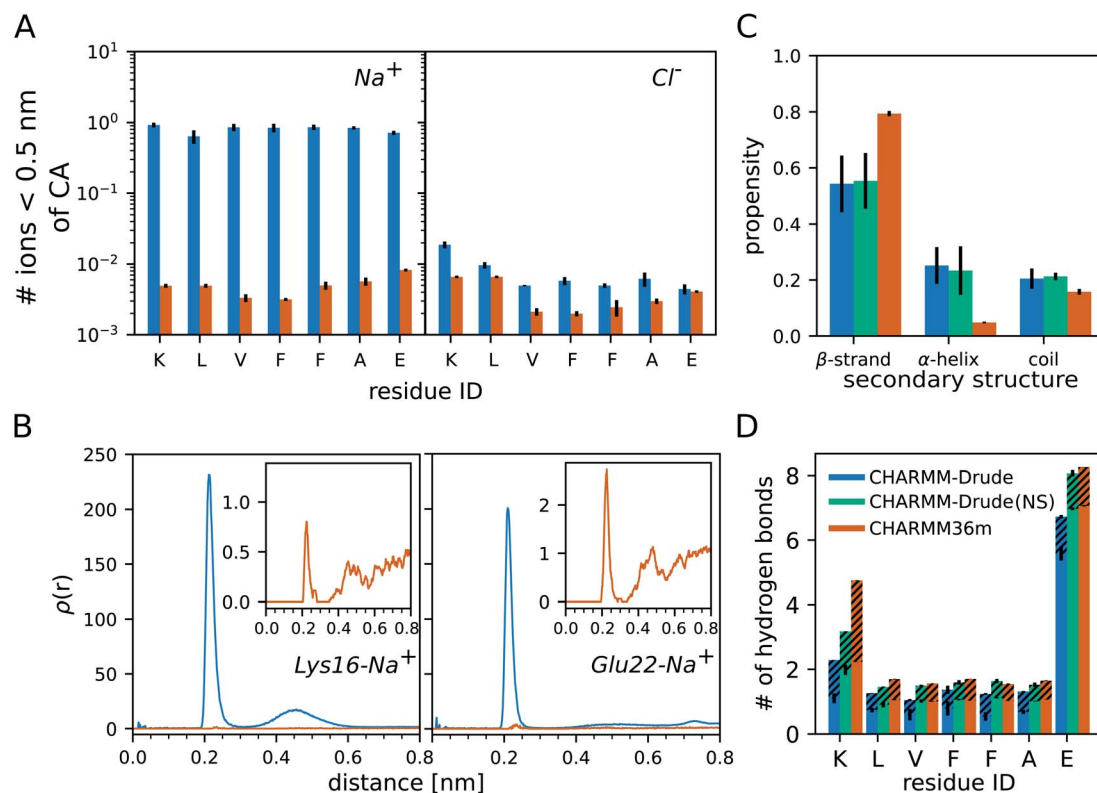 A
# ions < 0.5 nm
of CA
10¹
10⁰
10⁻¹
10⁻²
10⁻³
Na⁺
Cl⁻
K L V F F A E
K L V F F A E
residue ID
B
ρ(r)
250
200
150
100
50
0
1.0
0.5
0.0
0.0 0.2 0.4 0.6 0.8
Lys16-Na⁺
0.0 0.2 0.4 0.6 0.8
2
1
0
0.0 0.2 0.4 0.6 0.8
Glu22-Na⁺
0.2 0.4 0.6 0.8
distance [nm]
C
propensity
1.0
0.8
0.6
0.4
0.2
0.0
β-strand α-helix coil
secondary structure
D
# of hydrogen bonds
8
6
4
2
0
CHARMM-Drude
CHARMM-Drude(NS)
CHARMM36m
K L V F F A E
residue ID